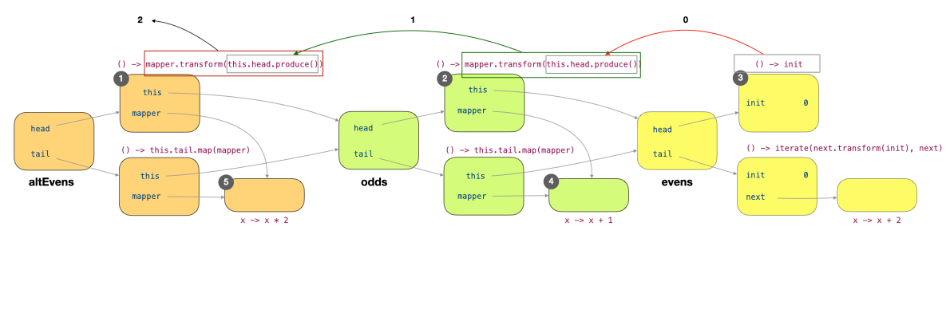 2
1
0
() -> mapper.transform(this.head.produce())
() -> mapper.transform(this.head.produce())
() -> init
1
2
3
this
mapper
this
mapper
init 0
head
tail
altEvens
head
tail
odds
head
tail
evens
() -> this.tail.map(mapper)
() -> this.tail.map(mapper)
() -> iterate(next.transform(init), next)
this
mapper
5
this
mapper
4
init 0
next
x -> x * 2
x -> x + 1
x -> x + 2